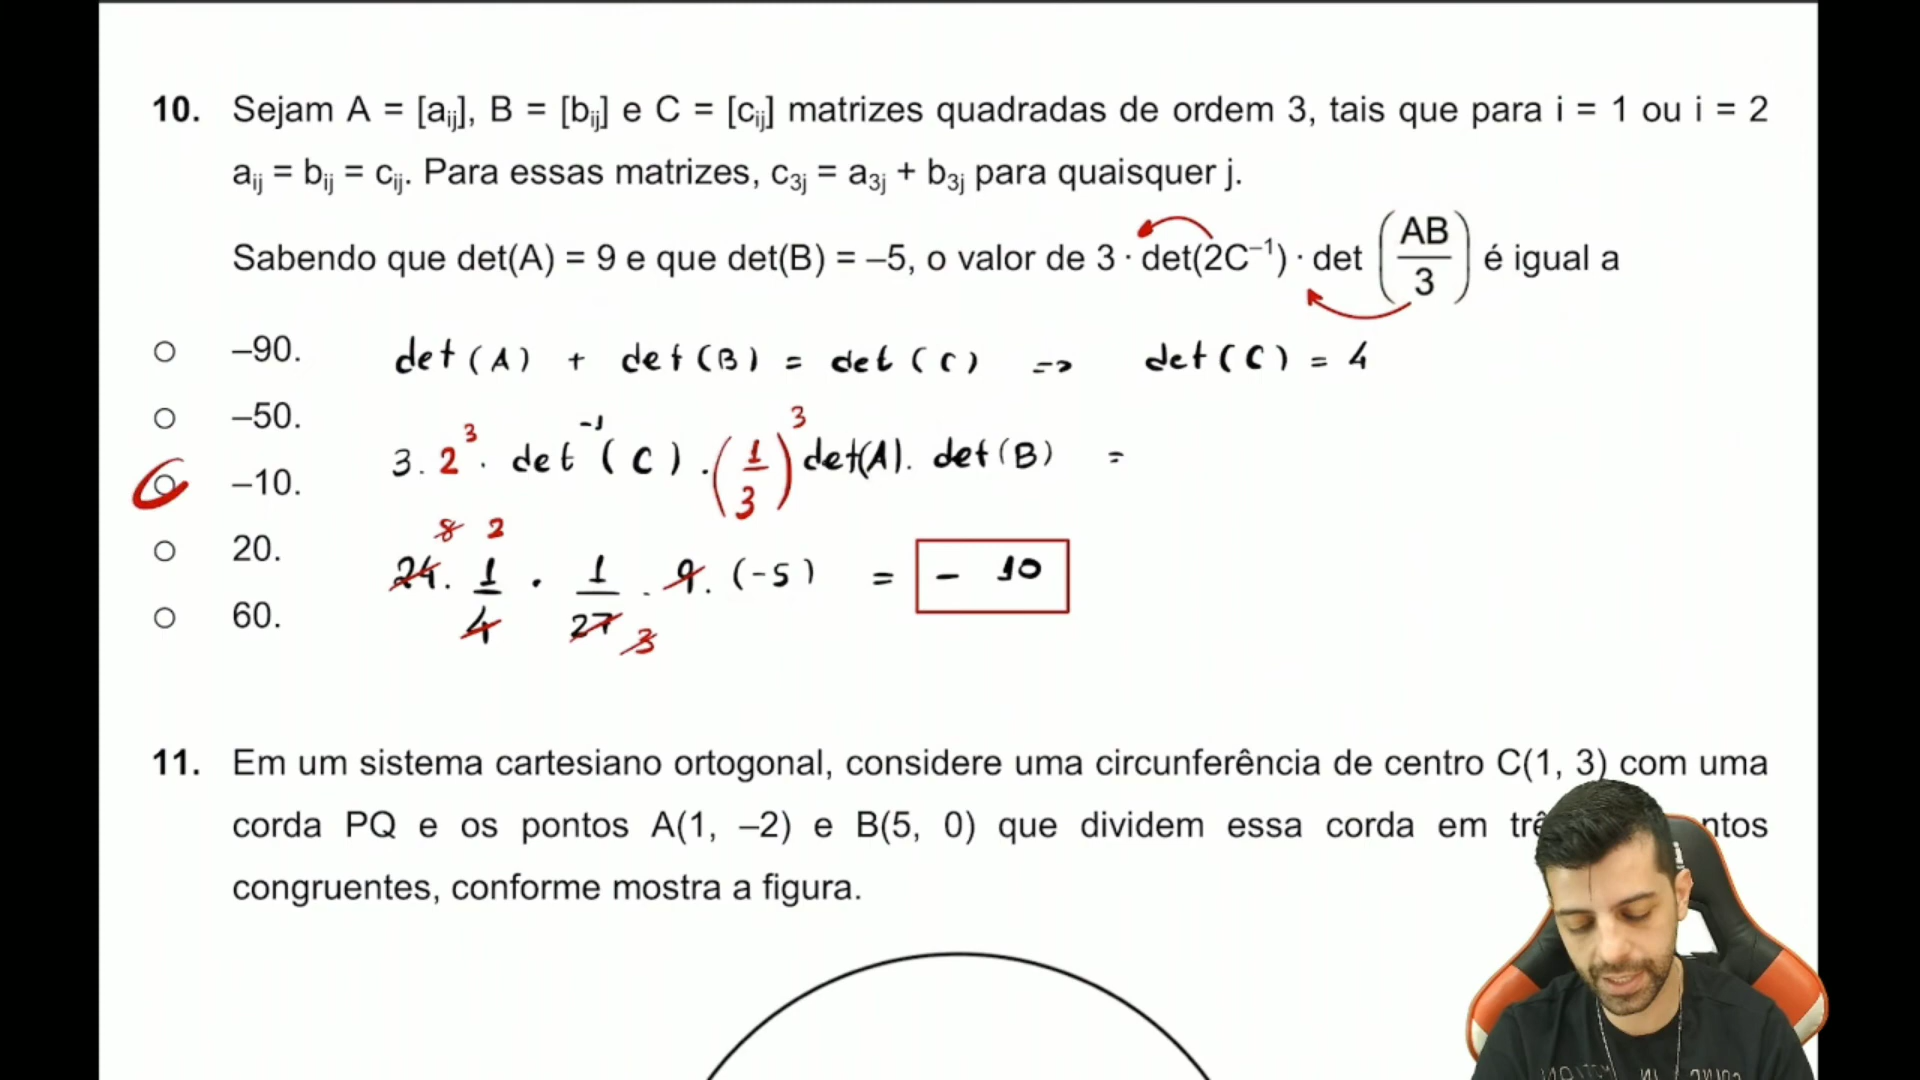 10. Sejam A = [aᵢⱼ], B = [bᵢⱼ] e C = [cᵢⱼ] matrizes quadradas de ordem 3, tais que para i = 1 ou i = 2
aᵢⱼ = bᵢⱼ = cᵢⱼ. Para essas matrizes, c₃ⱼ = a₃ⱼ + b₃ⱼ para quaisquer j.
Sabendo que det(A) = 9 e que det(B) = –5, o valor de 3 · det(2C⁻¹) · det (AB/3) é igual a
–90.
det (A) + det (B) = det (C) => det (C) = 4
–50.
3 . 2³ . det⁻¹ (C) . (1/3)³ det(A) . det (B) =
–10.
8 2
20.
24 . 1/4 . 1/27 . 9 . (-5) = - 10
3
60.
11. Em um sistema cartesiano ortogonal, considere uma circunferência de centro C(1, 3) com uma
corda PQ e os pontos A(1, –2) e B(5, 0) que dividem essa corda em trê ntos
congruentes, conforme mostra a figura.